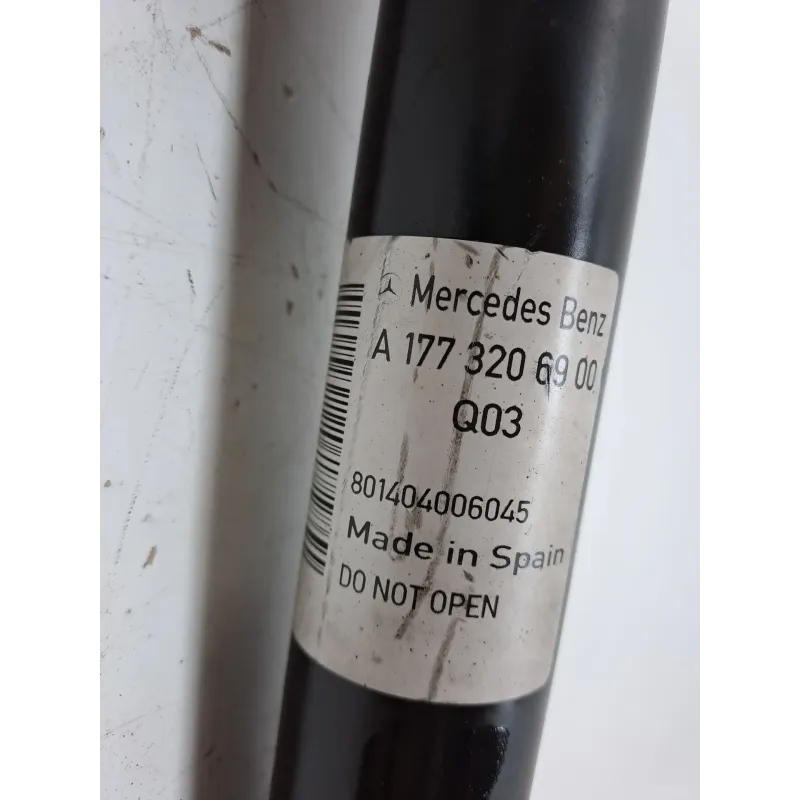 Mercedes Benz
A 177 320 69 00
Q03
801404006045
Made in Spain
DO NOT OPEN